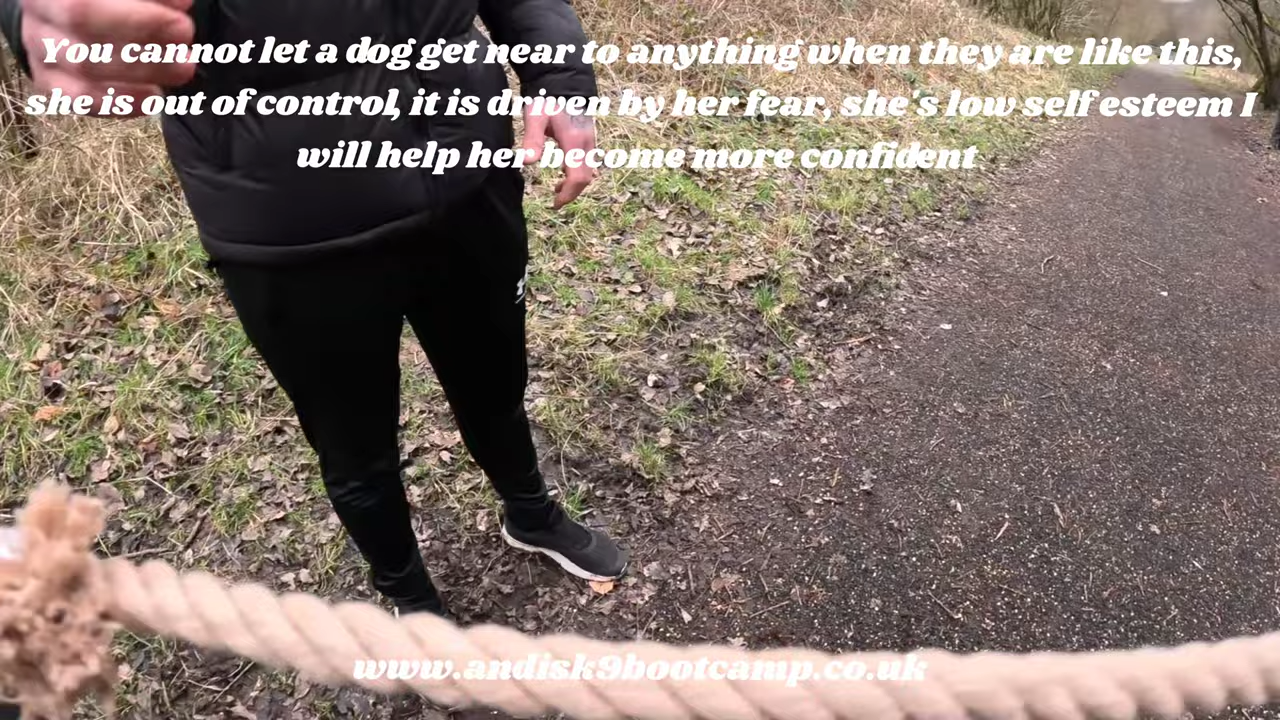 You cannot let a dog get near to anything when they are like this,
she is out of control, it is driven by her fear, she's low self esteem I
will help her become more confident
www.andisk9bootcamp.co.uk